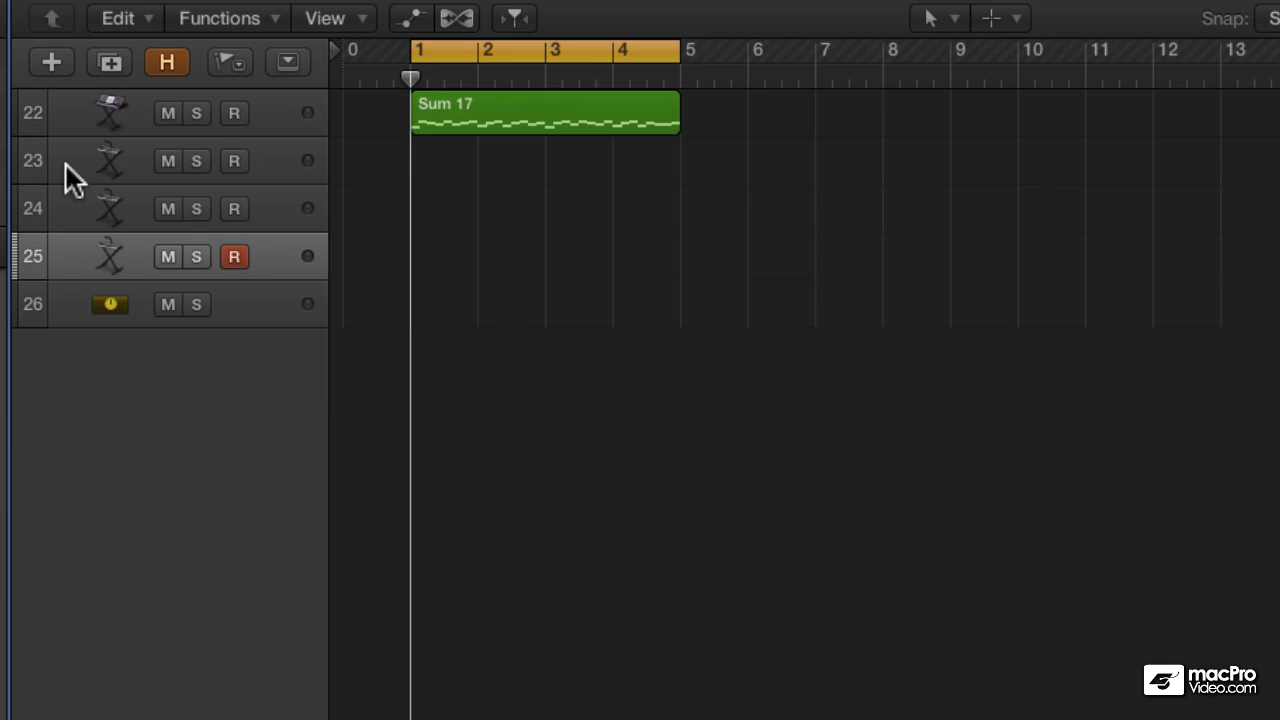 Edit Functions View Snap: S
H 0 1 2 3 4 5 6 7 8 9 10 11 12 13
22 M S R Sum 17
23 M S R
24 M S R
25 M S R
26 M S
macPro
Video.com